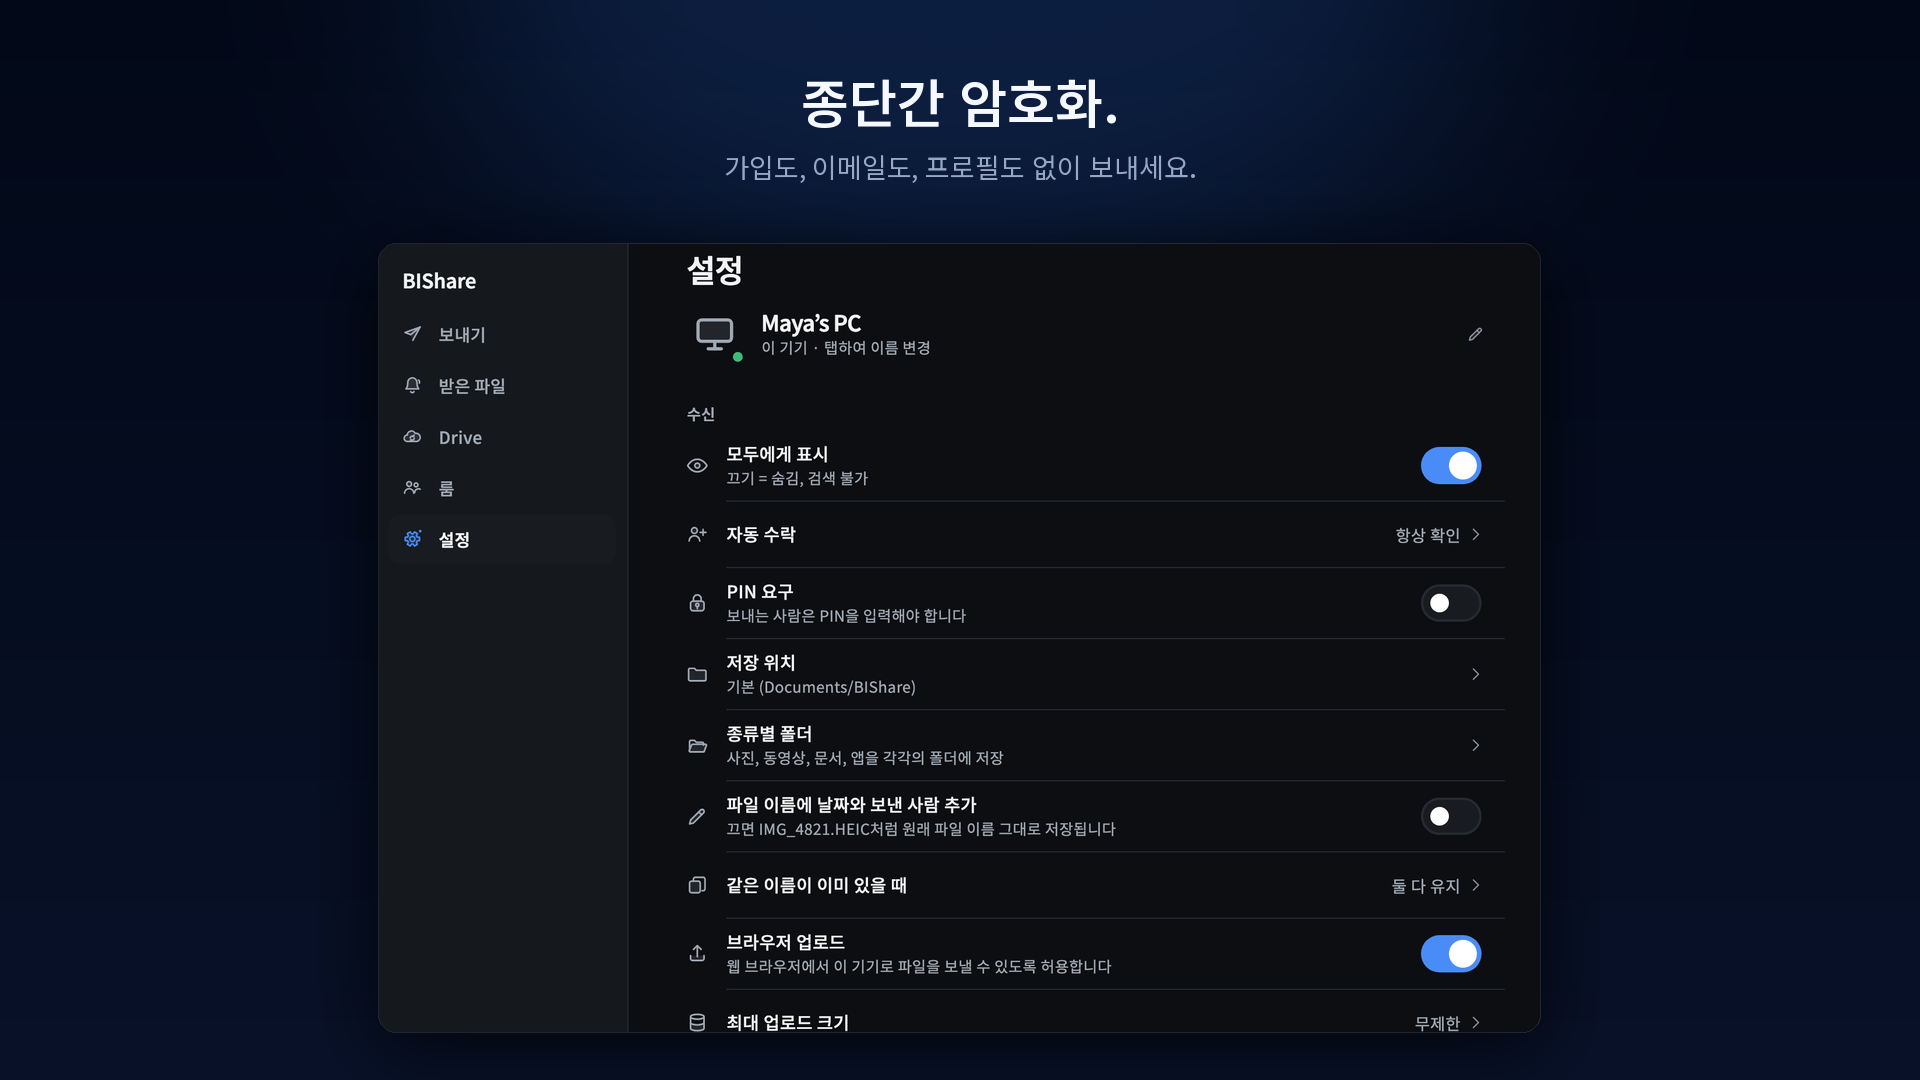 종단간 암호화.
가입도, 이메일도, 프로필도 없이 보내세요.
BIShare
보내기
받은 파일
Drive
룸
설정
설정
Maya’s PC
이 기기 · 탭하여 이름 변경
수신
모두에게 표시
끄기 = 숨김, 검색 불가
자동 수락
항상 확인
PIN 요구
보내는 사람은 PIN을 입력해야 합니다
저장 위치
기본 (Documents/BIShare)
종류별 폴더
사진, 동영상, 문서, 앱을 각각의 폴더에 저장
파일 이름에 날짜와 보낸 사람 추가
끄면 IMG_4821.HEIC처럼 원래 파일 이름 그대로 저장됩니다
같은 이름이 이미 있을 때
둘 다 유지
브라우저 업로드
웹 브라우저에서 이 기기로 파일을 보낼 수 있도록 허용합니다
최대 업로드 크기
무제한